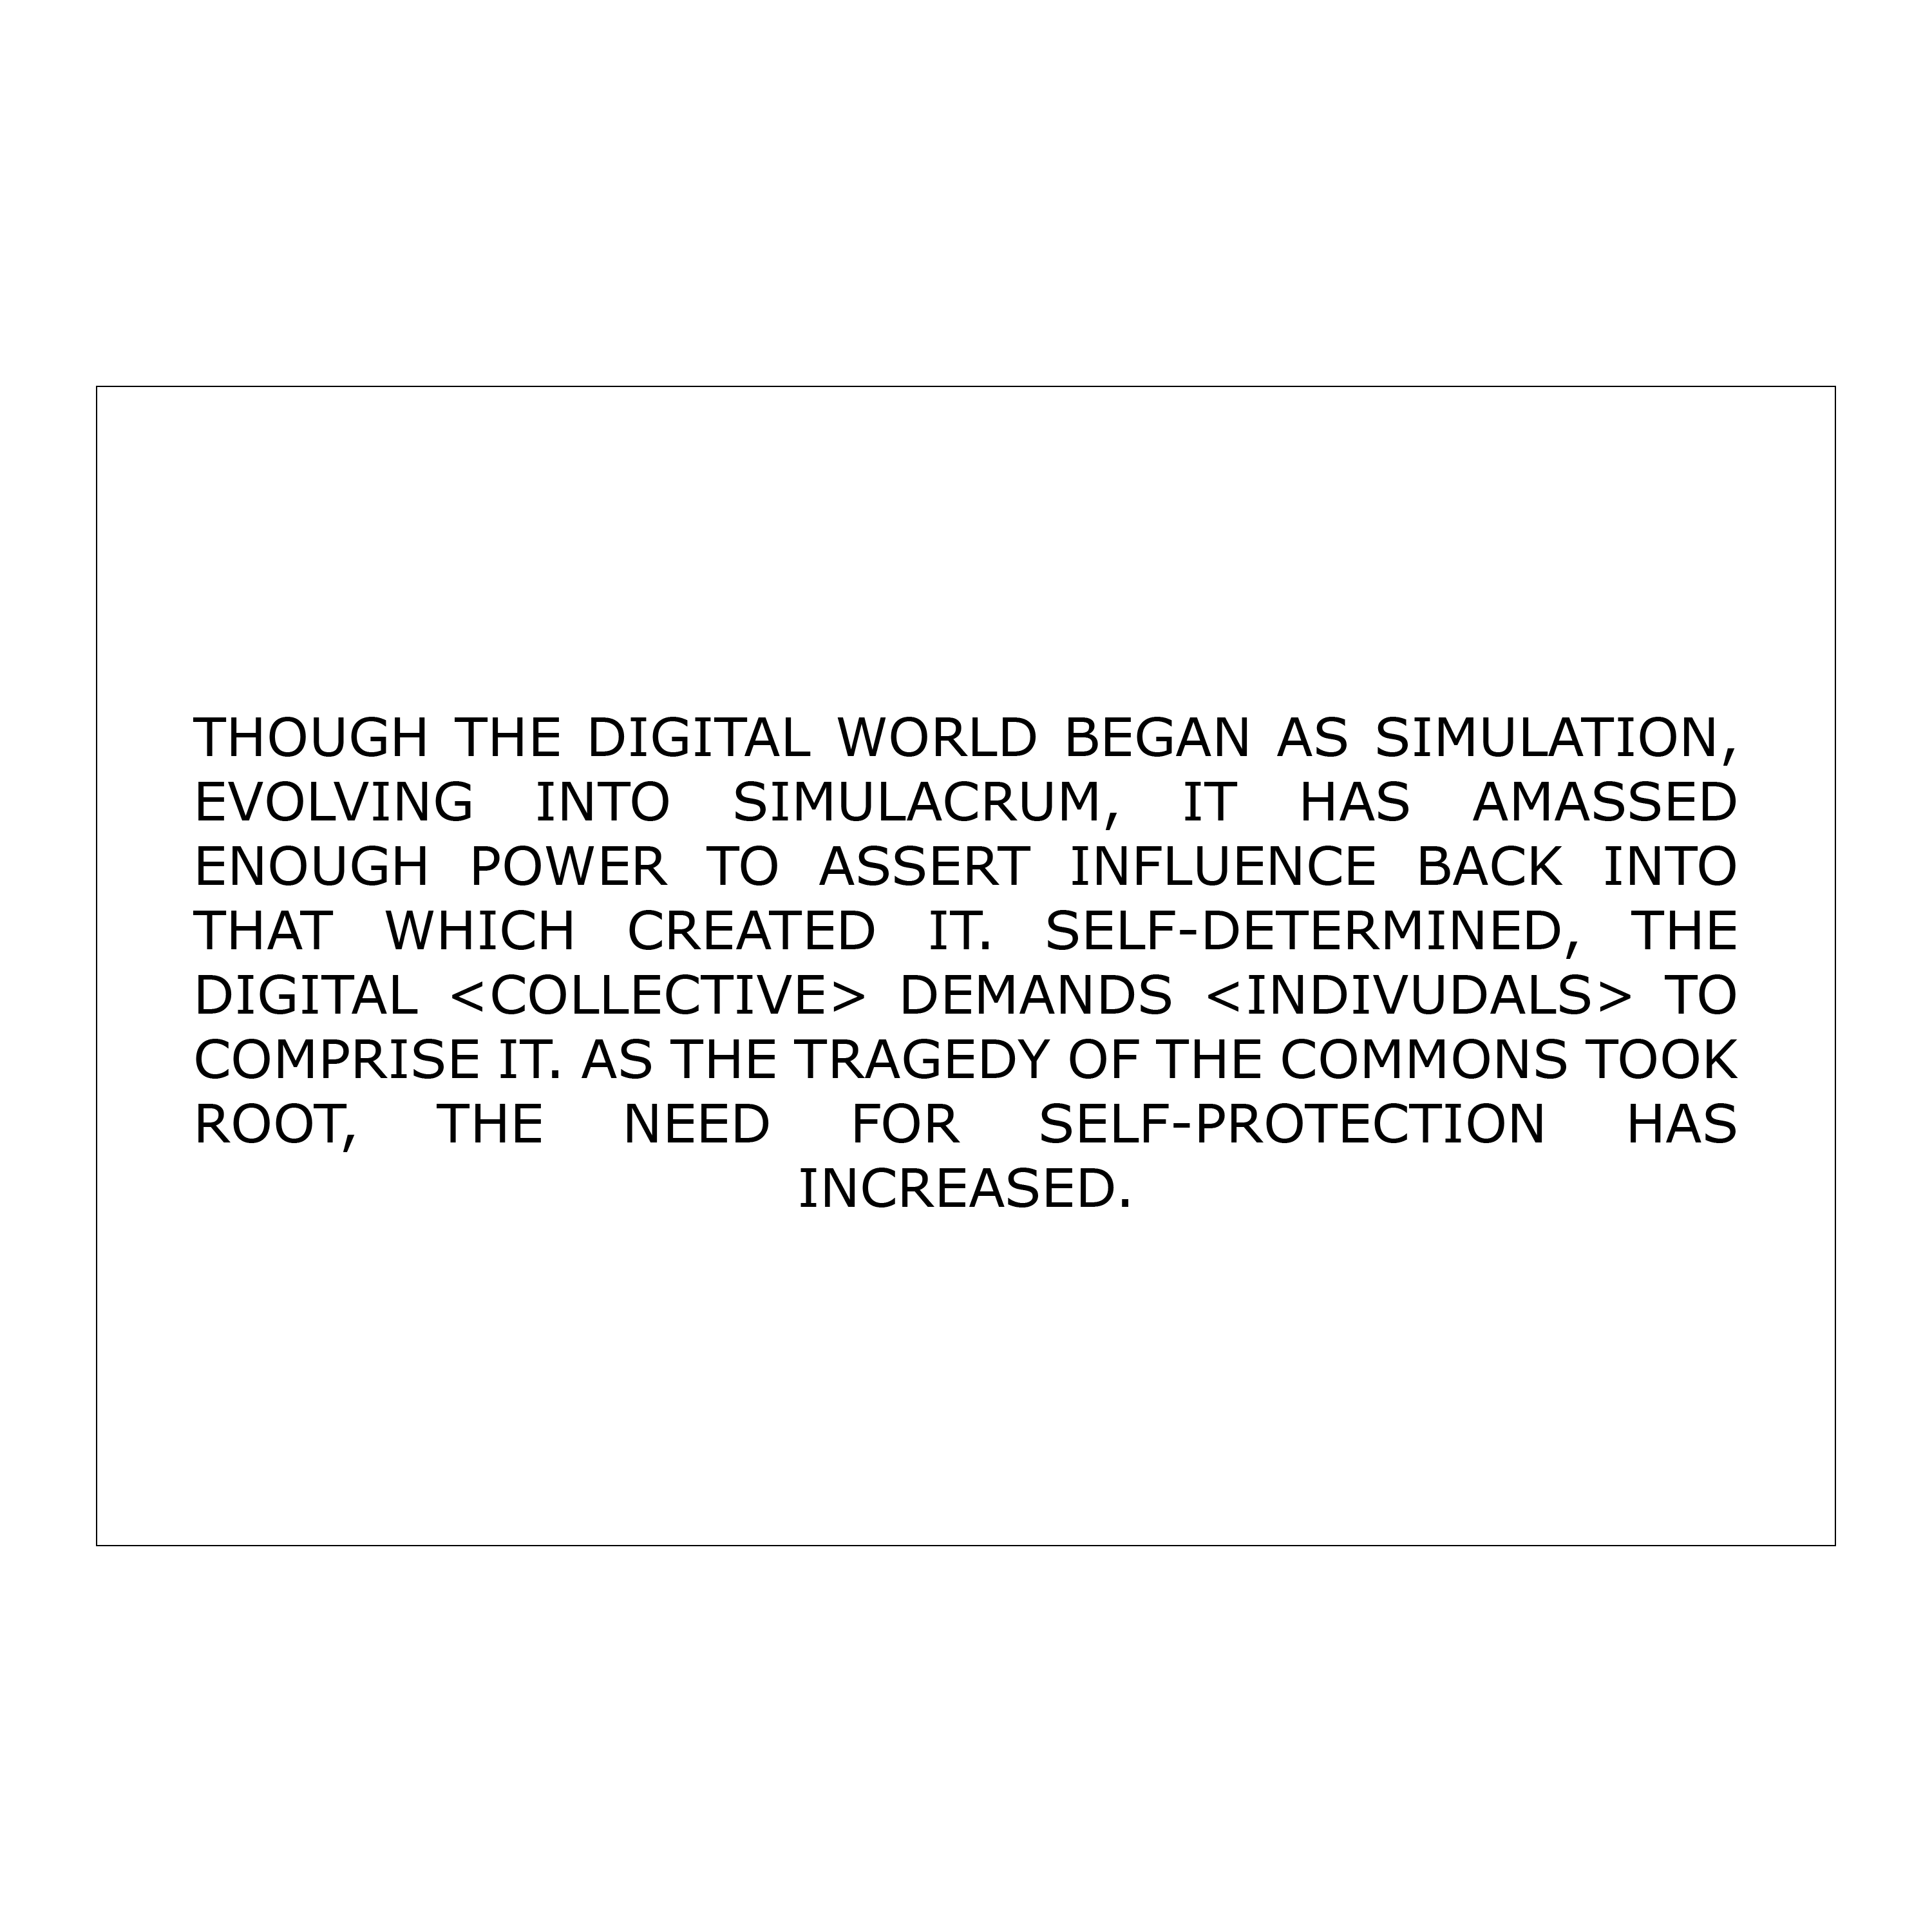 THOUGH THE DIGITAL WORLD BEGAN AS SIMULATION,
EVOLVING INTO SIMULACRUM, IT HAS AMASSED
ENOUGH POWER TO ASSERT INFLUENCE BACK INTO
THAT WHICH CREATED IT. SELF-DETERMINED, THE
DIGITAL <COLLECTIVE> DEMANDS <INDIVUDALS> TO
COMPRISE IT. AS THE TRAGEDY OF THE COMMONS TOOK
ROOT, THE NEED FOR SELF-PROTECTION HAS
INCREASED.